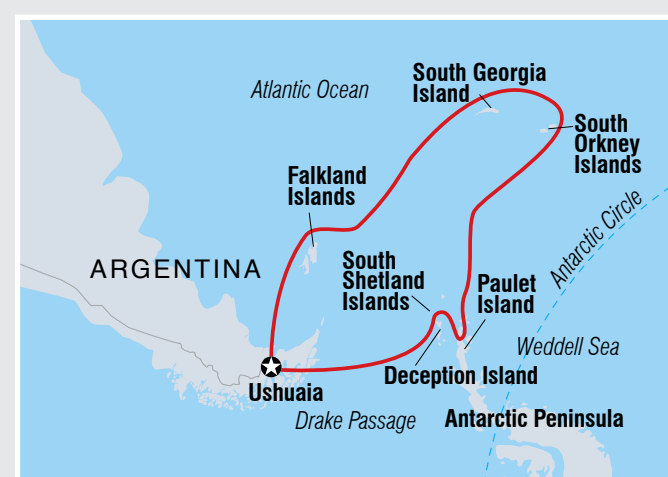 Atlantic Ocean
South Georgia
Island
South
Orkney
Islands
Falkland
Islands
Antarctic Circle
ARGENTINA
South
Shetland
Islands
Paulet
Island
Weddell Sea
Deception Island
Ushuaia
Drake Passage
Antarctic Peninsula